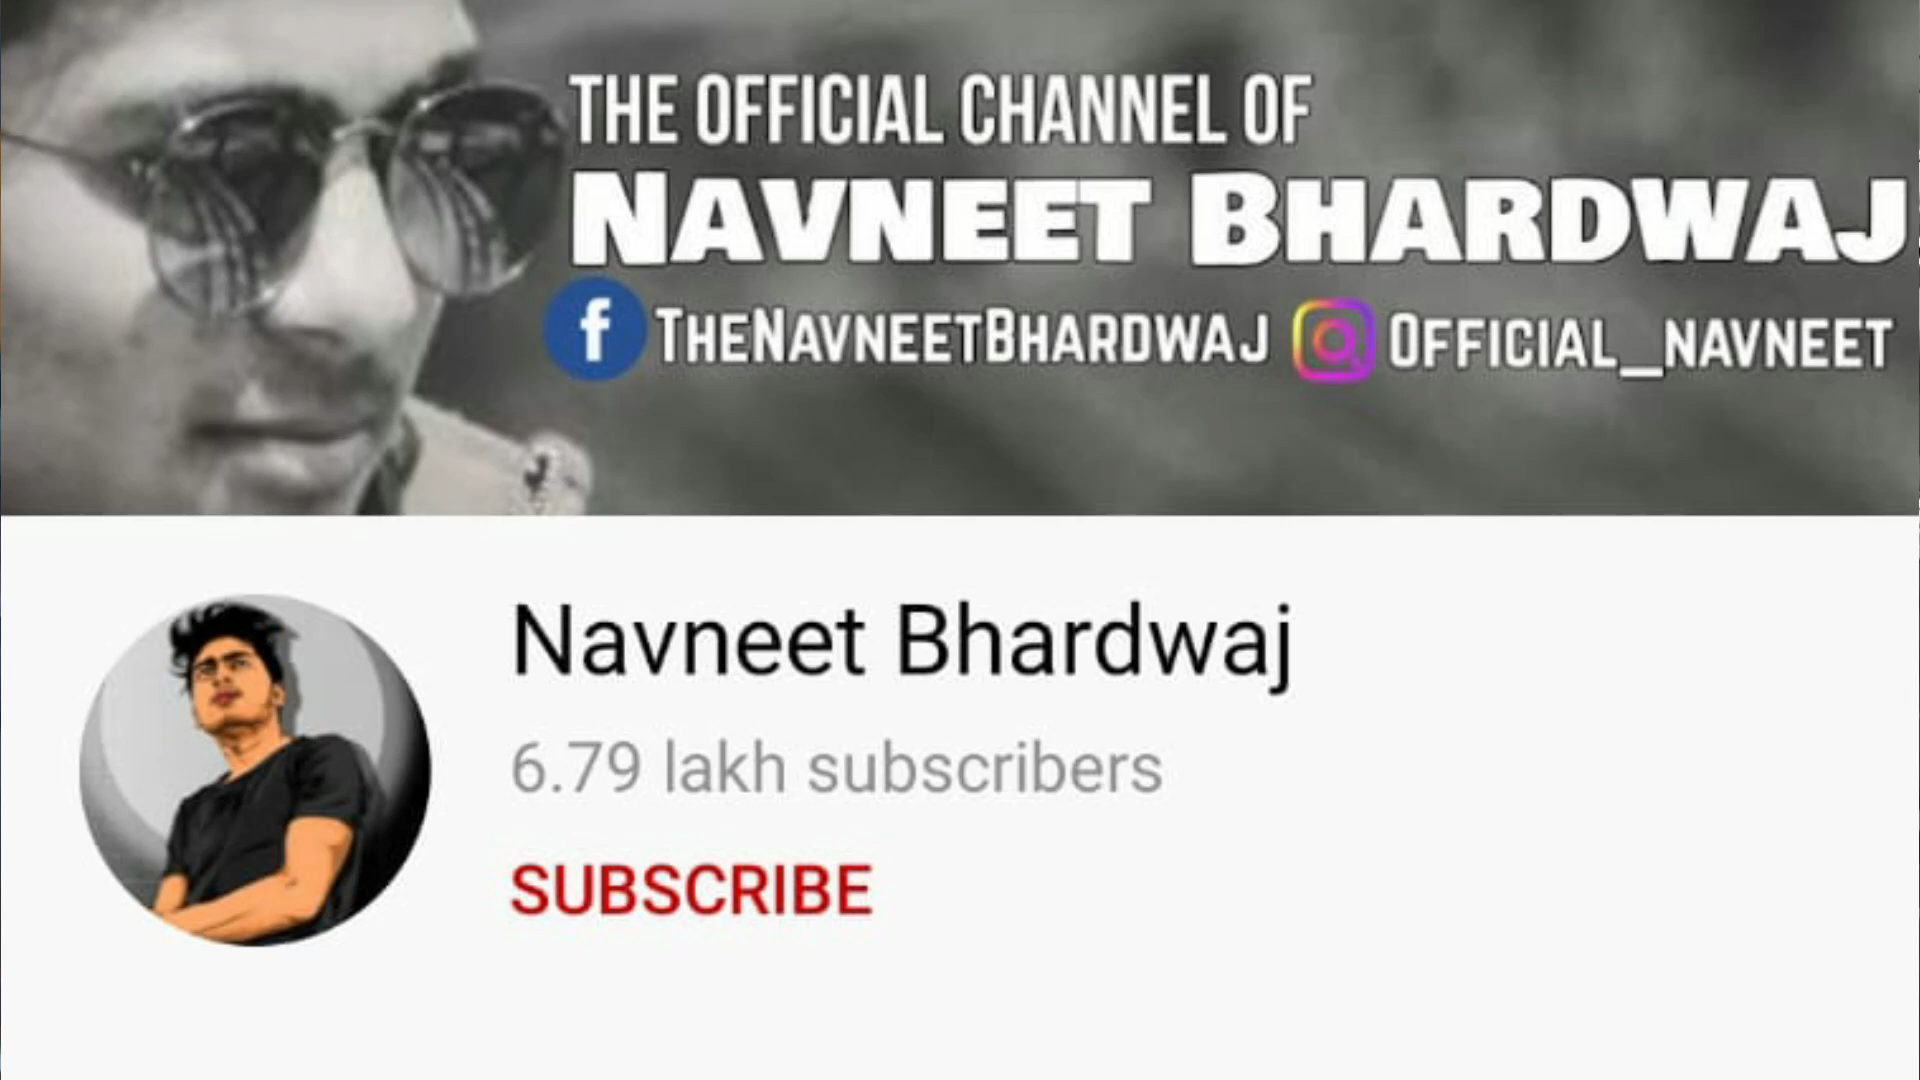 THE OFFICIAL CHANNEL OF
NAVNEET BHARDWAJ
f THENAVNEETBHARDWAJ OFFICIAL_NAVNEET
Navneet Bhardwaj
6.79 lakh subscribers
SUBSCRIBE